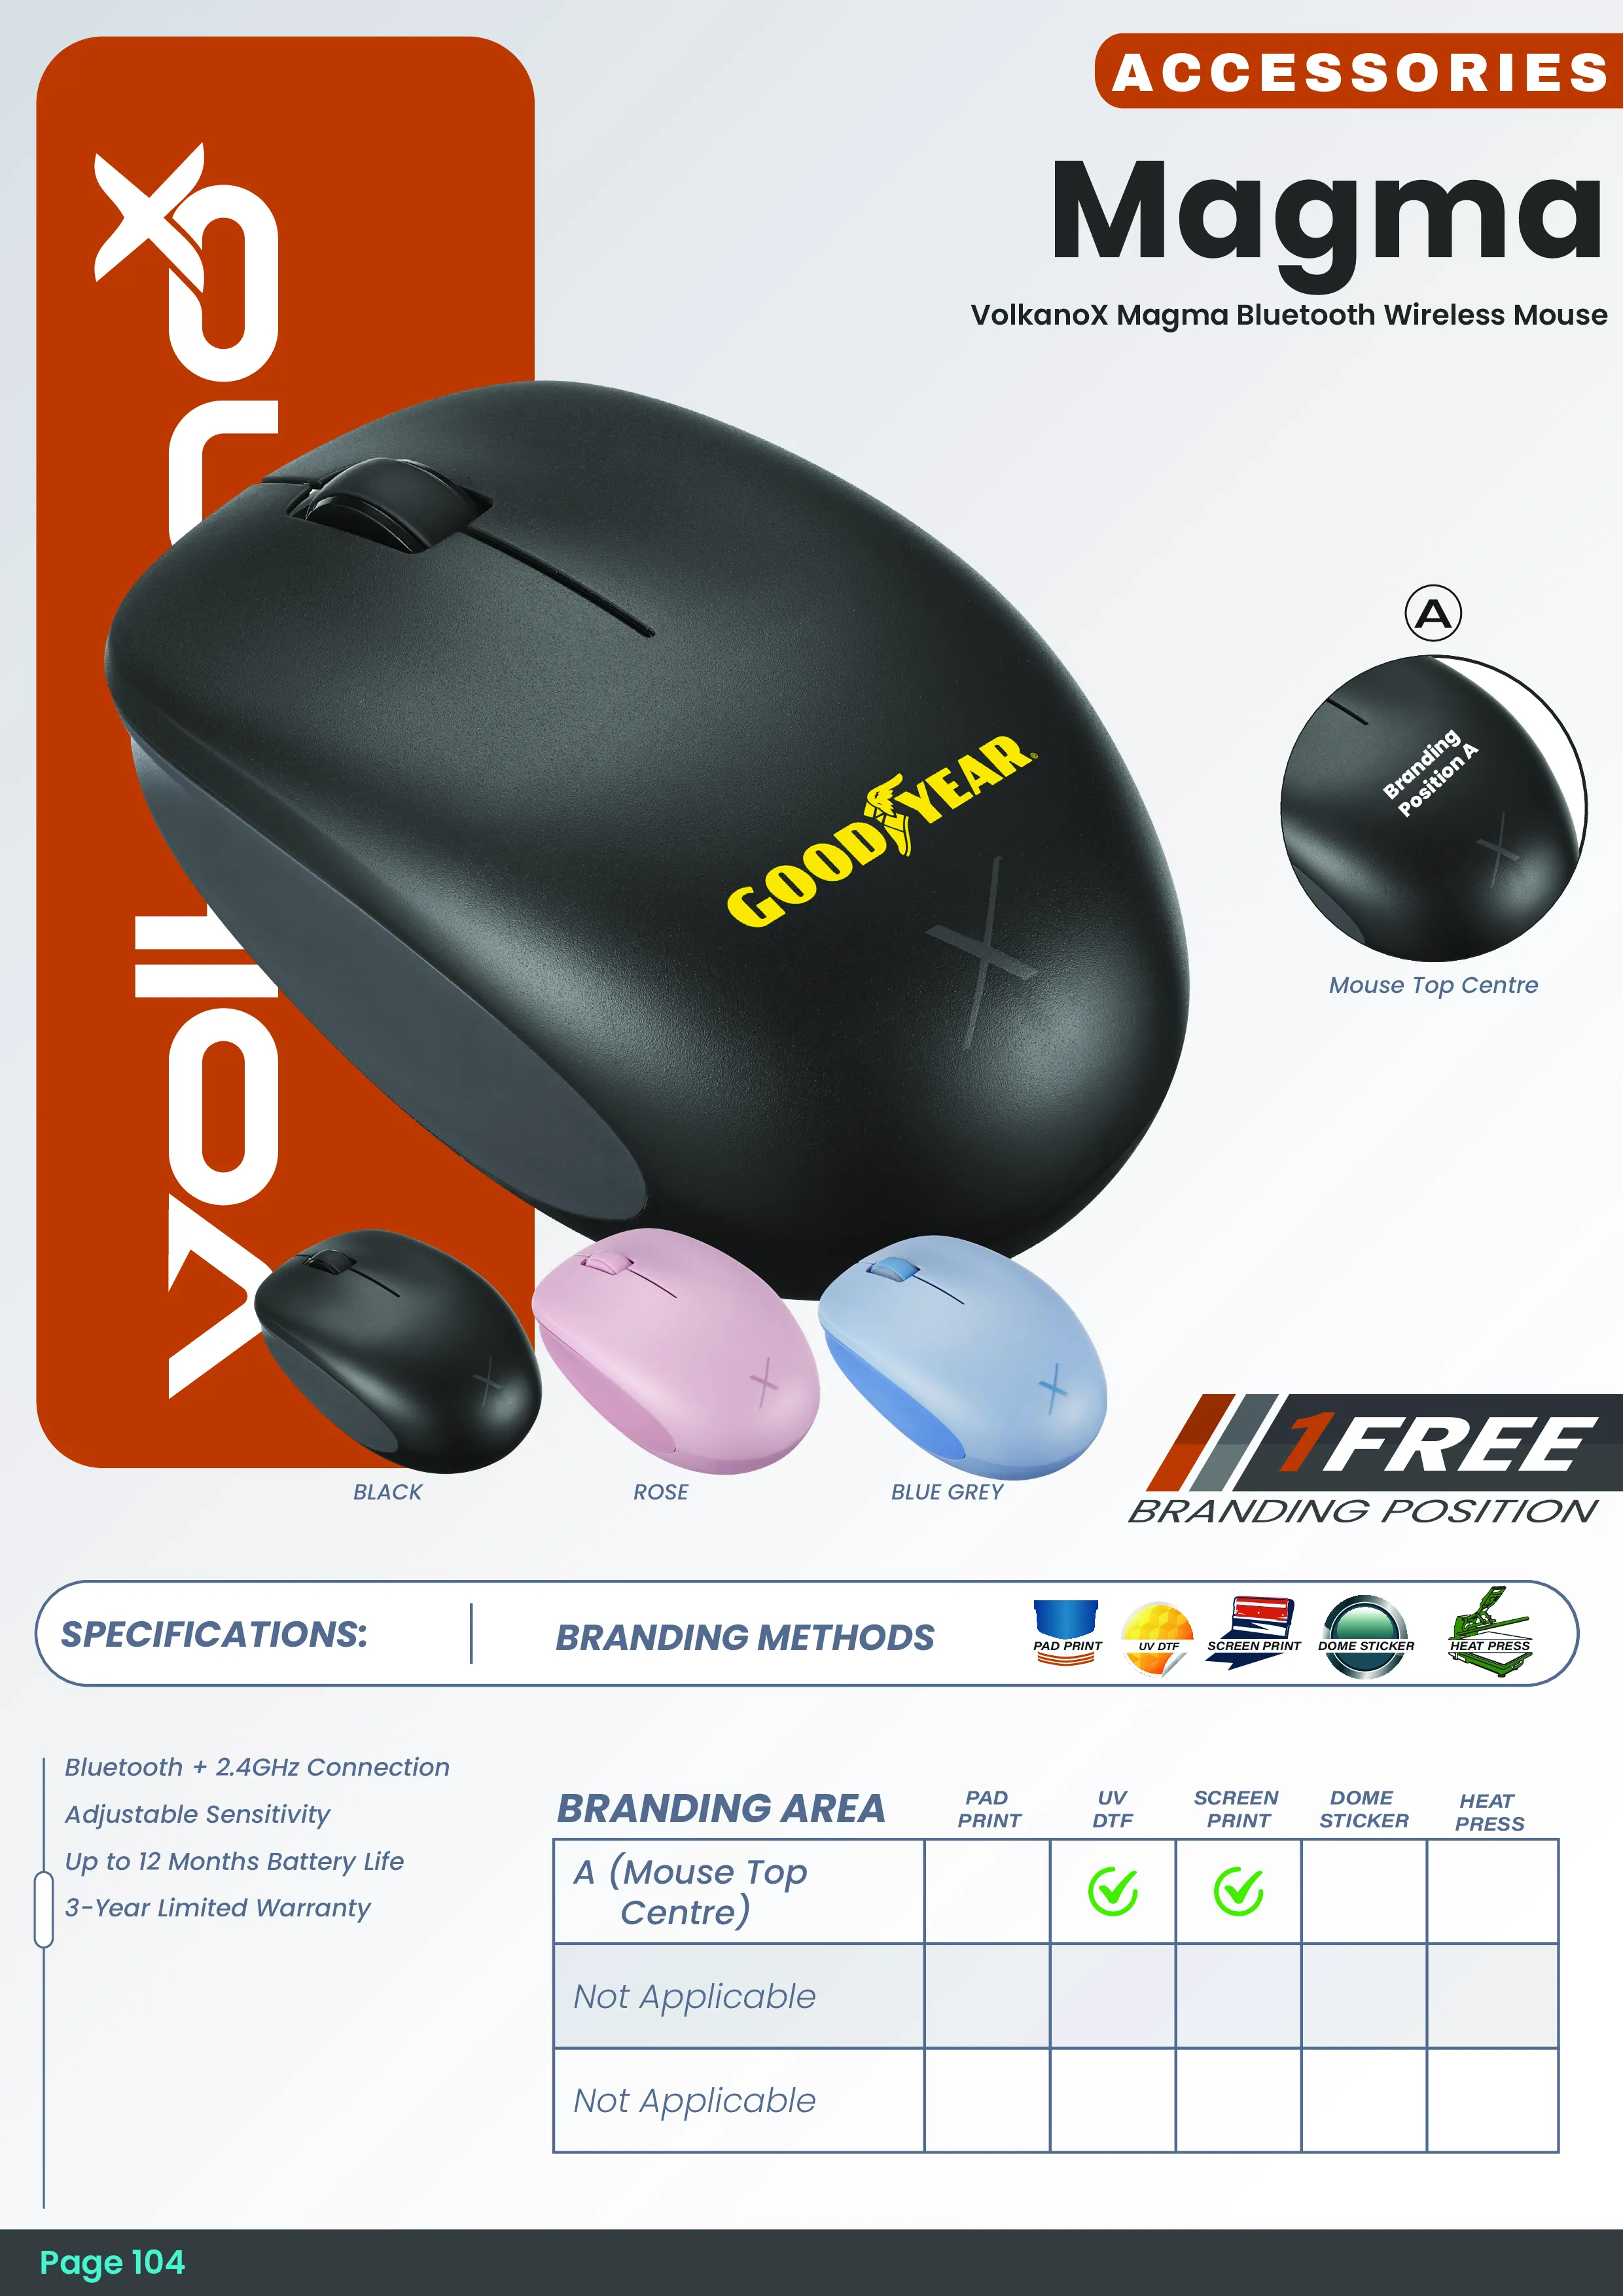 ACCESSORIES
Magma
VolkanoX Magma Bluetooth Wireless Mouse
GOODYEAR
A
Branding
Position A
Mouse Top Centre
BLACK
ROSE
BLUE GREY
1FREE
BRANDING POSITION
SPECIFICATIONS:
BRANDING METHODS
PAD PRINT
UV DTF
SCREEN PRINT
DOME STICKER
HEAT PRESS
Bluetooth + 2.4GHz Connection
Adjustable Sensitivity
Up to 12 Months Battery Life
3-Year Limited Warranty
BRANDING AREA
PAD
PRINT
UV
DTF
SCREEN
PRINT
DOME
STICKER
HEAT
PRESS
A (Mouse Top
Centre)
Not Applicable
Not Applicable
Page 104